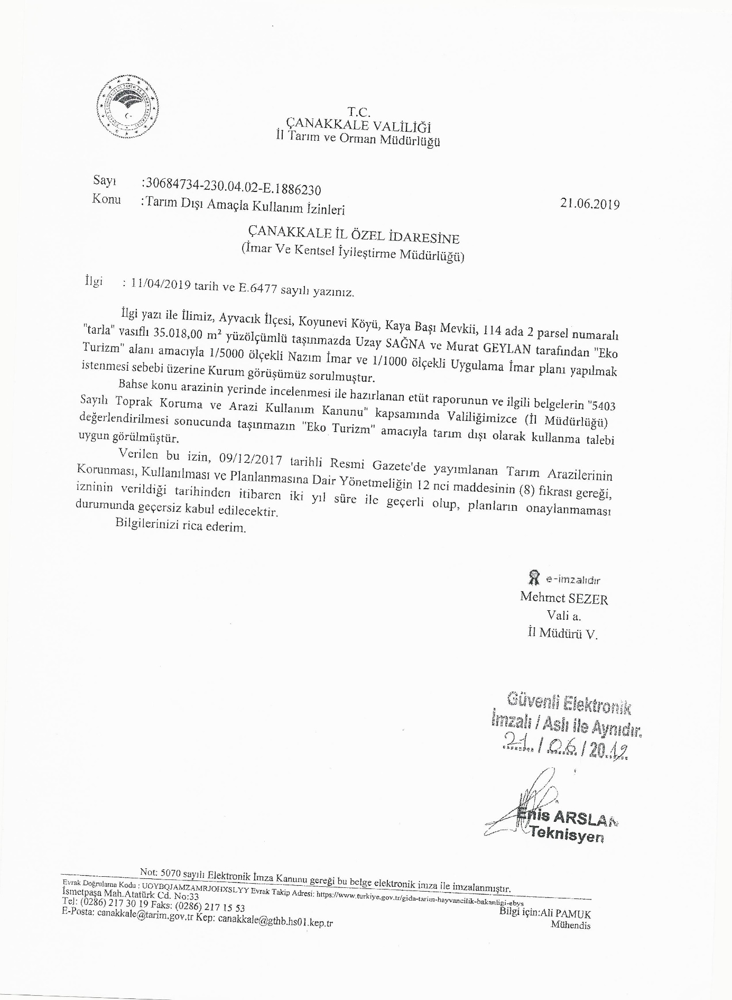 T.C.
ÇANAKKALE VALİLİĞİ
İl Tarım ve Orman Müdürlüğü
Sayı :30684734-230.04.02-E.1886230
Konu :Tarım Dışı Amaçla Kullanım İzinleri
21.06.2019
ÇANAKKALE İL ÖZEL İDARESİNE
(İmar Ve Kentsel İyileştirme Müdürlüğü)
İlgi : 11/04/2019 tarih ve E.6477 sayılı yazınız.
İlgi yazı ile İlimiz, Ayvacık İlçesi, Koyunevi Köyü, Kaya Başı Mevkii, 114 ada 2 parsel numaralı
"tarla" vasıflı 35.018,00 m² yüzölçümlü taşınmazda Uzay SAĞNA ve Murat GEYLAN tarafından "Eko
Turizm" alanı amacıyla 1/5000 ölçekli Nazım İmar ve 1/1000 ölçekli Uygulama İmar planı yapılmak
istenmesi sebebi üzerine Kurum görüşümüz sorulmuştur.
Bahse konu arazinin yerinde incelenmesi ile hazırlanan etüt raporunun ve ilgili belgelerin "5403
Sayılı Toprak Koruma ve Arazi Kullanım Kanunu" kapsamında Valiliğimizce (İl Müdürlüğü)
değerlendirilmesi sonucunda taşınmazın "Eko Turizm" amacıyla tarım dışı olarak kullanma talebi
uygun görülmüştür.
Verilen bu izin, 09/12/2017 tarihli Resmi Gazete'de yayımlanan Tarım Arazilerinin
Korunması, Kullanılması ve Planlanmasına Dair Yönetmeliğin 12 nci maddesinin (8) fıkrası gereği,
izninin verildiği tarihinden itibaren iki yıl süre ile geçerli olup, planların onaylanmaması
durumunda geçersiz kabul edilecektir.
Bilgilerinizi rica ederim.
e-imzalıdır
Mehmet SEZER
Vali a.
İl Müdürü V.
Güvenli Elektronik
İmzalı / Aslı ile Aynıdır.
21 / 06 / 2019
Enis ARSLAN
Teknisyen
Not: 5070 sayılı Elektronik İmza Kanunu gereği bu belge elektronik imza ile imzalanmıştır.
Evrak Doğrulama Kodu : UOYBQJAMZAMRJOHXSLYY Evrak Takip Adresi: https://www.turkiye.gov.tr/gida-tarim-hayvancilik-bakanligi-ebys
İsmetpaşa Mah.Atatürk Cd. No:33
Tel: (0286) 217 30 19 Faks: (0286) 217 15 53
E-Posta: canakkale@tarim.gov.tr Kep: canakkale@gthb.hs01.kep.tr
Bilgi için:Ali PAMUK
Mühendis